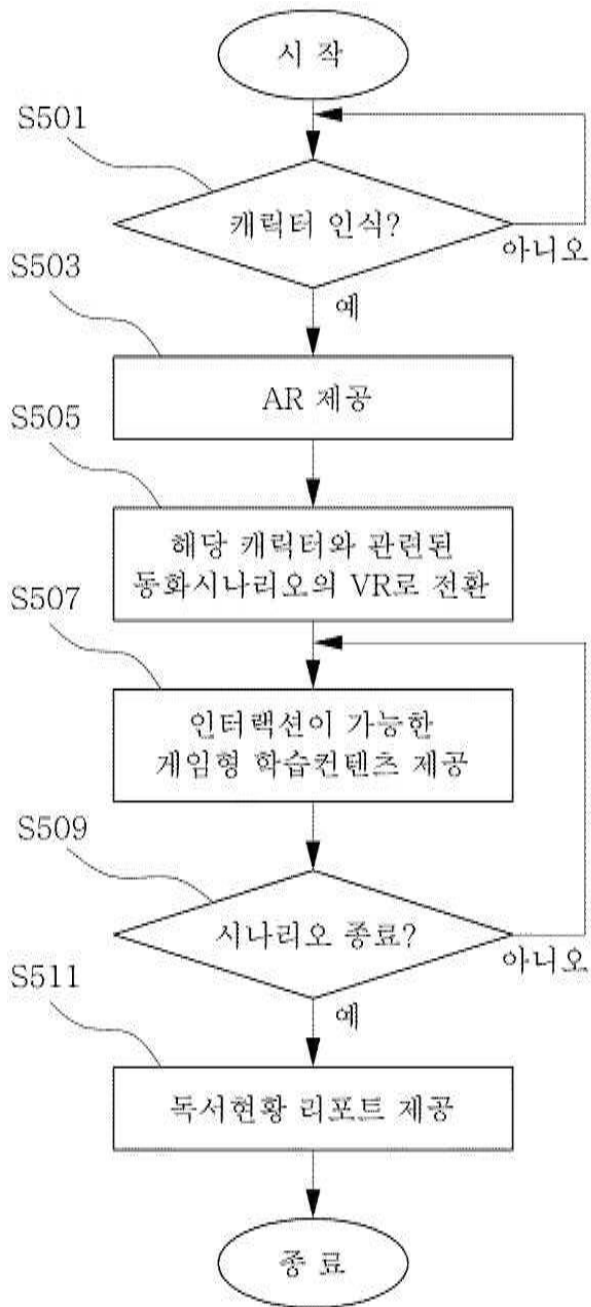 시 작
S501
캐릭터 인식?
아니오
S503
예
AR 제공
S505
해당 캐릭터와 관련된
동화시나리오의 VR로 전환
S507
인터랙션이 가능한
게임형 학습컨텐츠 제공
S509
시나리오 종료?
아니오
S511
예
독서현황 리포트 제공
종 료